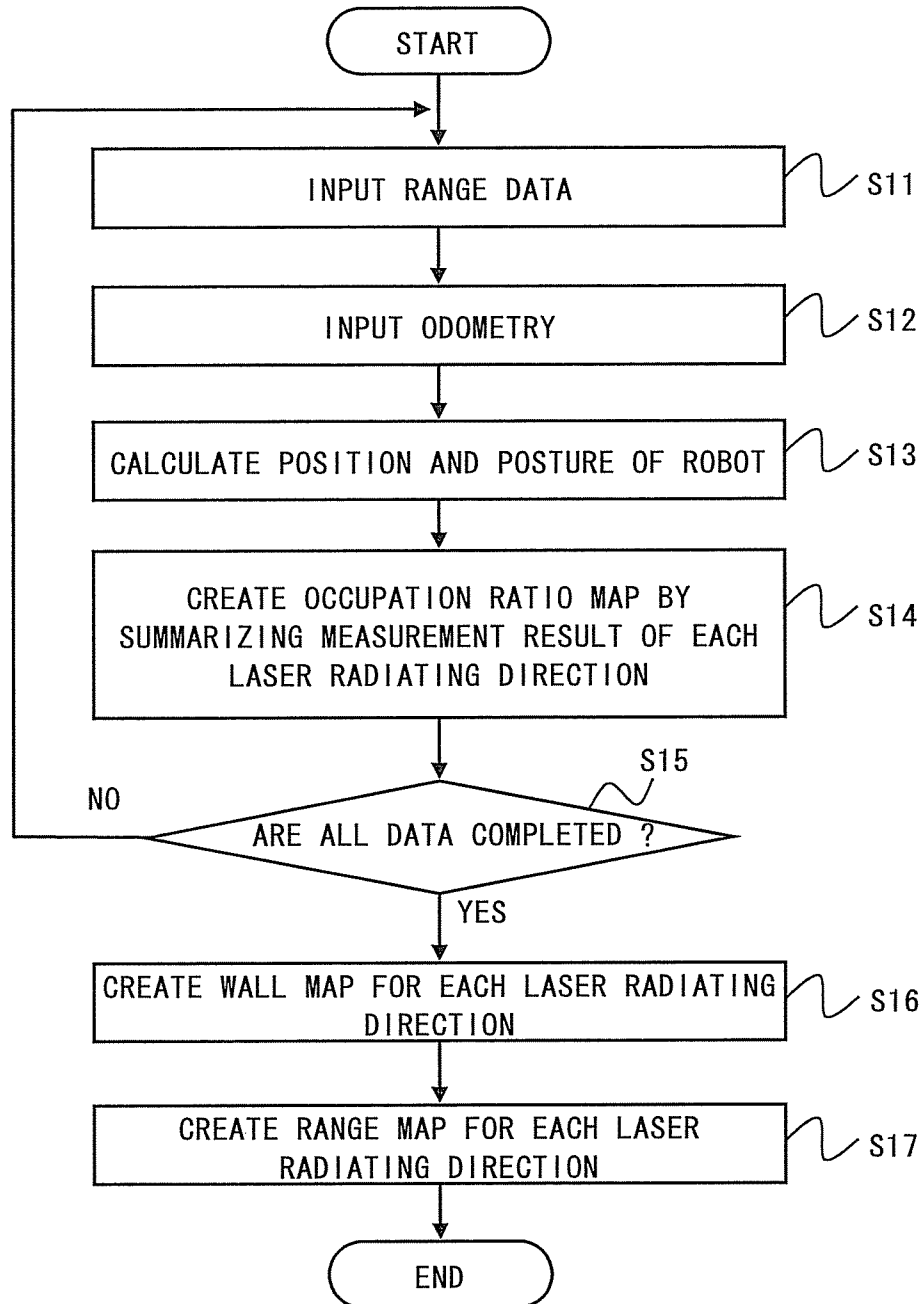 START
INPUT RANGE DATA
S11
INPUT ODOMETRY
S12
CALCULATE POSITION AND POSTURE OF ROBOT
S13
CREATE OCCUPATION RATIO MAP BY
SUMMARIZING MEASUREMENT RESULT OF EACH
LASER RADIATING DIRECTION
S14
S15
NO
ARE ALL DATA COMPLETED ?
YES
CREATE WALL MAP FOR EACH LASER RADIATING
DIRECTION
S16
CREATE RANGE MAP FOR EACH LASER
RADIATING DIRECTION
S17
END